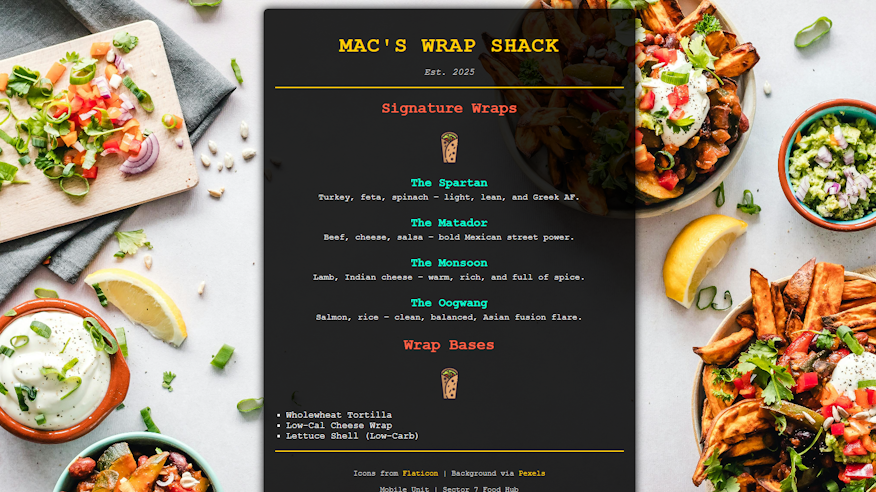 MAC'S WRAP SHACK
Est. 2025
Signature Wraps
The Spartan
Turkey, feta, spinach – light, lean, and Greek AF.
The Matador
Beef, cheese, salsa – bold Mexican street power.
The Monsoon
Lamb, Indian cheese – warm, rich, and full of spice.
The Oogwang
Salmon, rice – clean, balanced, Asian fusion flare.
Wrap Bases
▪ Wholewheat Tortilla
▪ Low-Cal Cheese Wrap
▪ Lettuce Shell (Low-Carb)
Icons from Flaticon | Background via Pexels
Mobile Unit | Sector 7 Food Hub